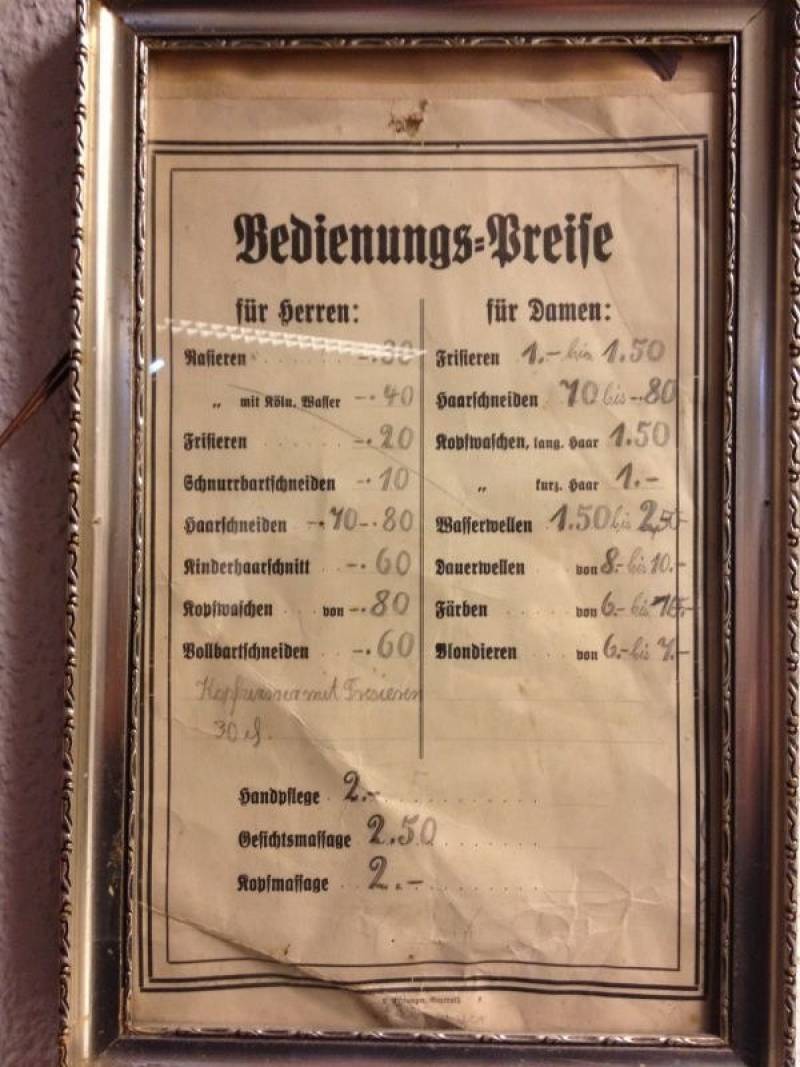 Bedienungs=Preise
für Herren:
Rasieren -.30
„ mit Köln. Wasser -.40
Frisieren -.20
Schnurrbartschneiden -.10
Haarschneiden -.70-.80
Kinderhaarschnitt -.60
Kopfwaschen von -.80
Vollbartschneiden -.60
mit Fresieren
30
für Damen:
Frisieren 1.- bis 1.50
Haarschneiden 70 bis -.80
Kopfwaschen, lang. Haar 1.50
„ kurz. Haar 1.-
Wasserwellen 1.50 bis 2,50
Dauerwellen von 8.- bis 10.-
Färben von 6.- bis
Blondieren von 6.- bis 7.-
Handpflege 2.-
Gesichtsmassage 2.50
Kopfmassage 2.-